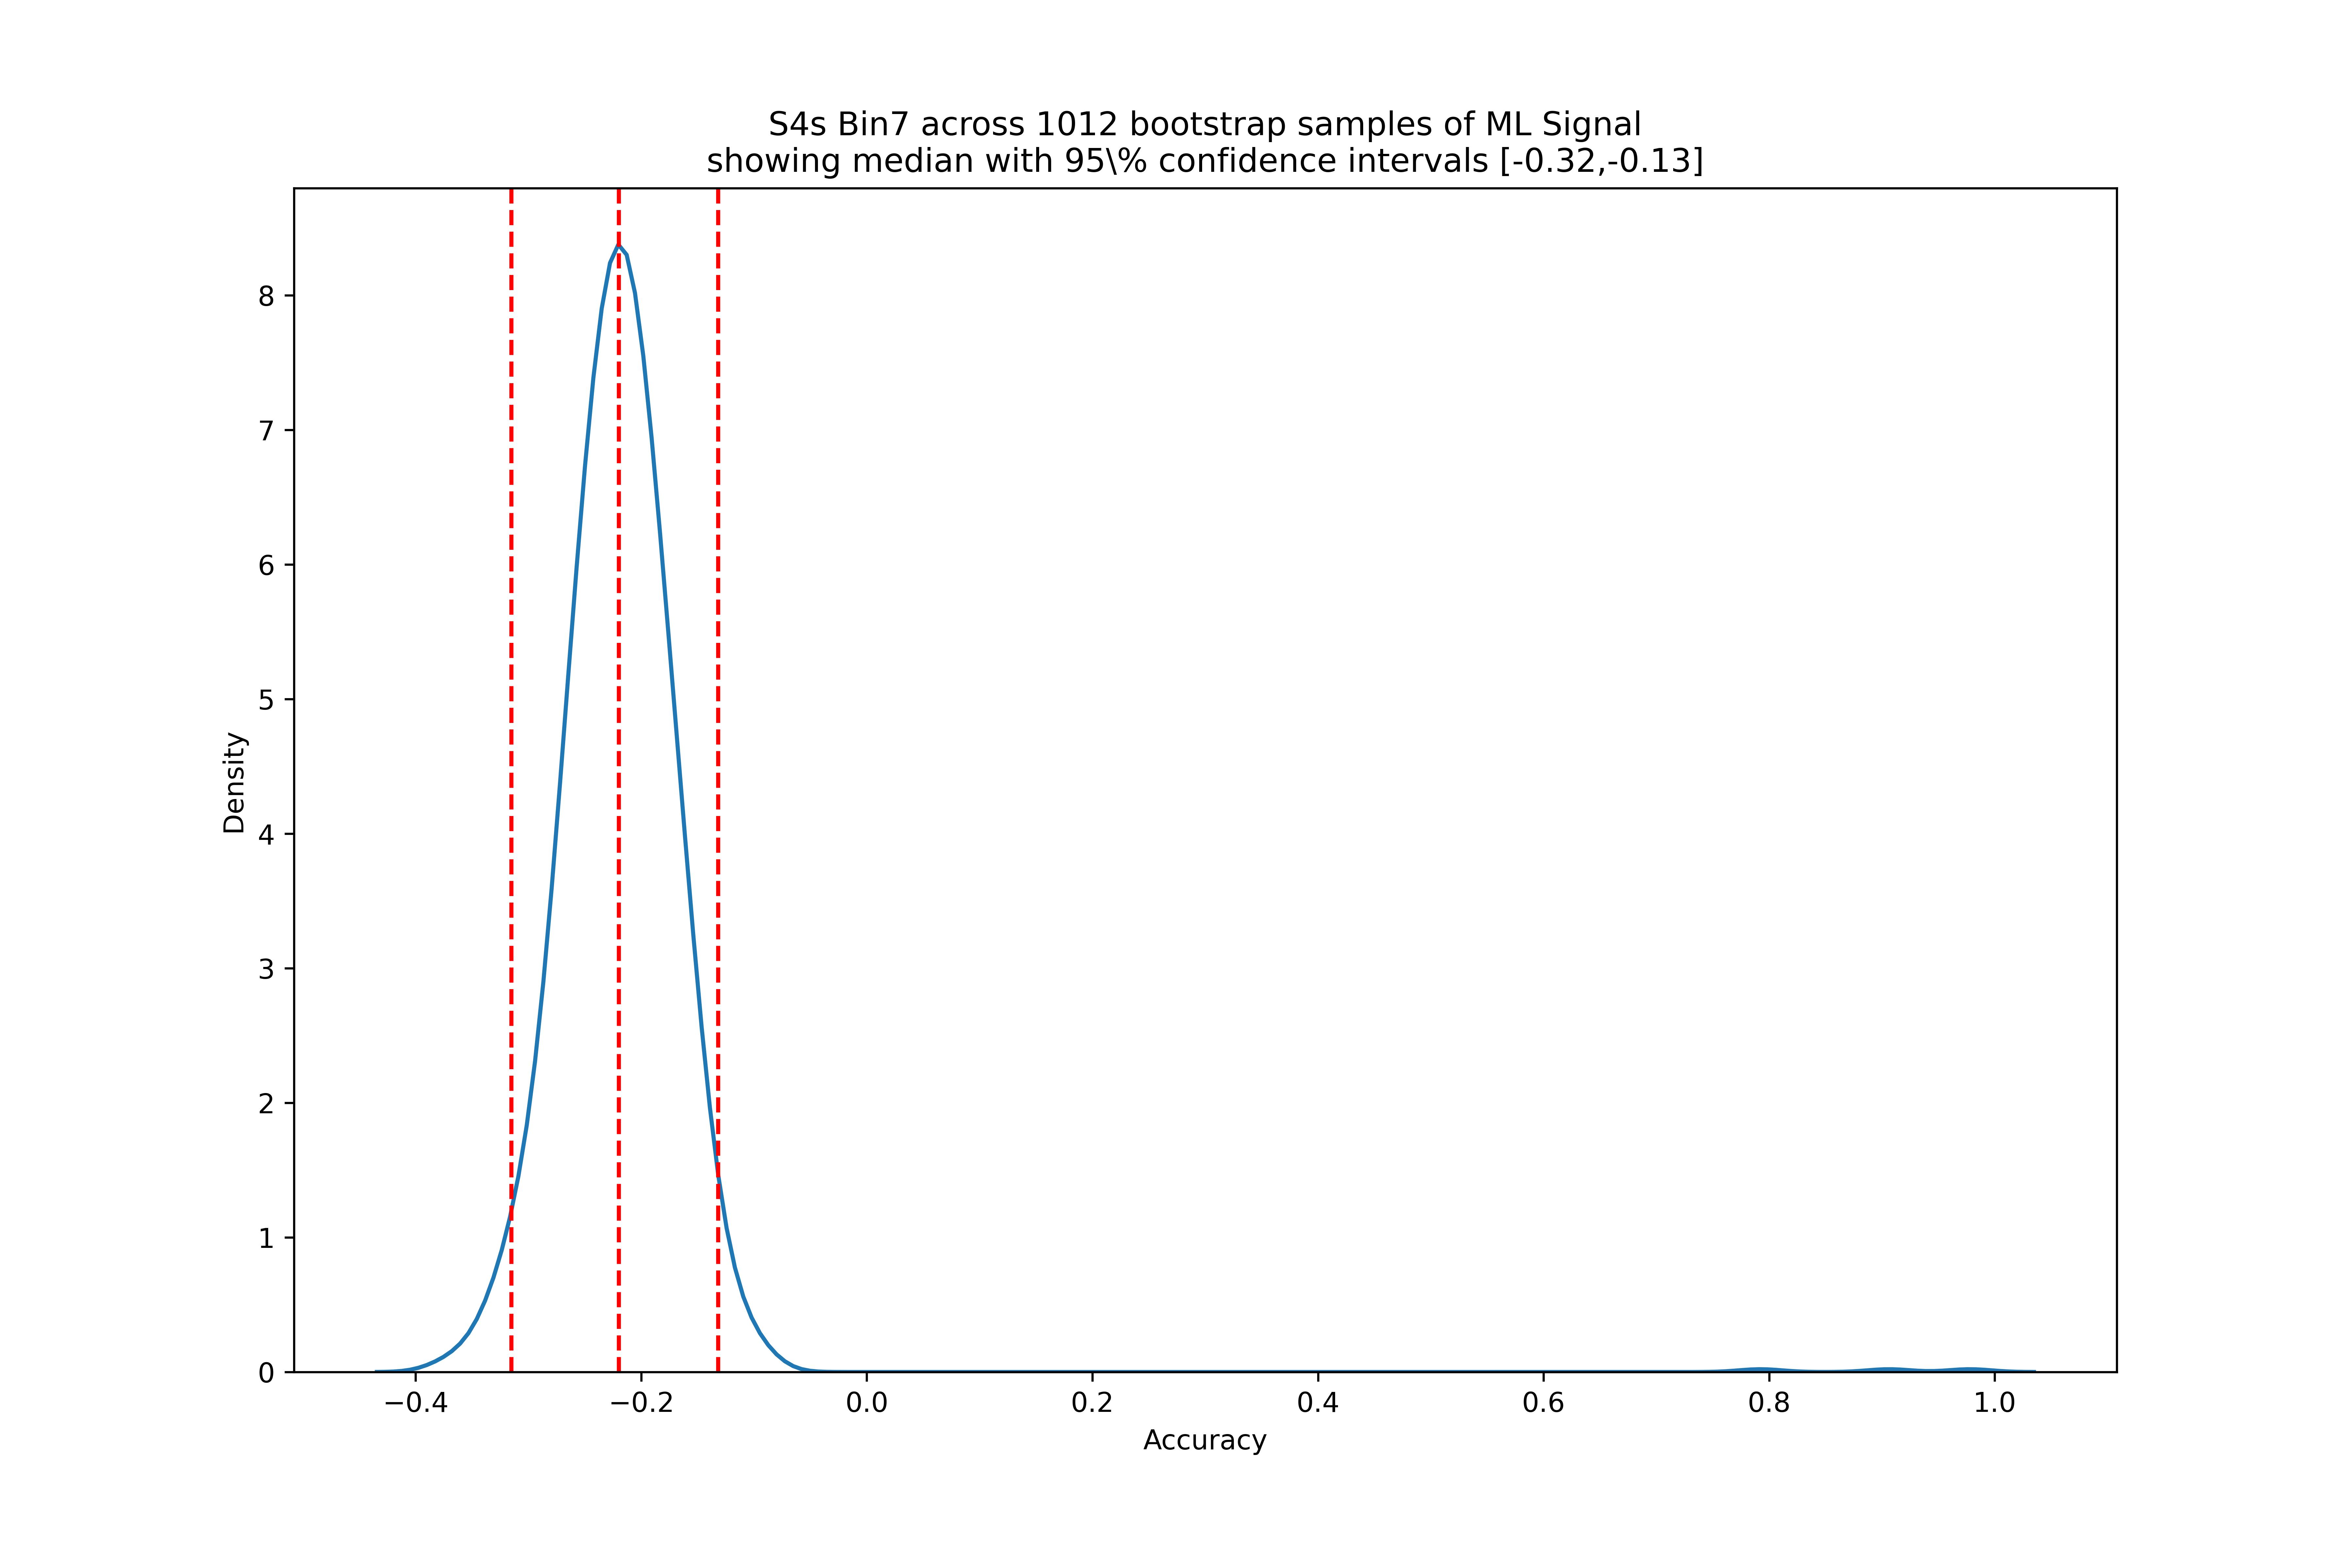 S4s Bin7 across 1012 bootstrap samples of ML Signal
showing median with 95\% confidence intervals [-0.32,-0.13]
8
7
6
5
4
3
2
1
0
Density
−0.4 −0.2 0.0 0.2 0.4 0.6 0.8 1.0
Accuracy